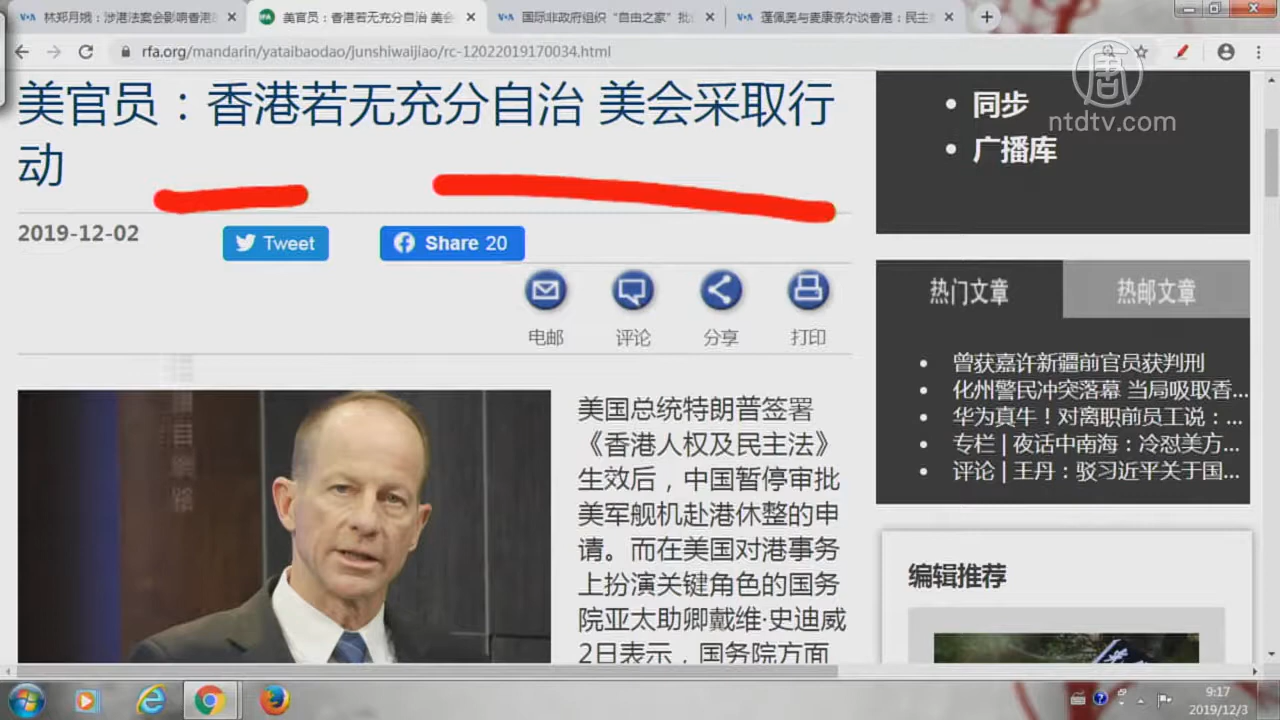 林郑月娥：涉港法案会影响香港
美官员：香港若无充分自治 美会
国际非政府组织“自由之家”批
蓬佩奥与麦康奈尔谈香港：民主
rfa.org/mandarin/yataibaodao/junshiwaijiao/rc-12022019170034.html
唐
ntdtv.com
美官员：香港若无充分自治 美会采取行
动
2019-12-02
Tweet
Share 20
电邮
评论
分享
打印
美国总统特朗普签署
《香港人权及民主法》
生效后，中国暂停审批
美军舰机赴港休整的申
请。而在美国对港事务
上扮演关键角色的国务
院亚太助卿戴维·史迪威
2日表示，国务院方面
• 同步
• 广播库
热门文章
热邮文章
• 曾获嘉许新疆前官员获判刑
• 化州警民冲突落幕 当局吸取香...
• 华为真牛！对离职前员工说：...
• 专栏 | 夜话中南海：冷怼美方...
• 评论 | 王丹：驳习近平关于国...
编辑推荐
9:17
2019/12/3